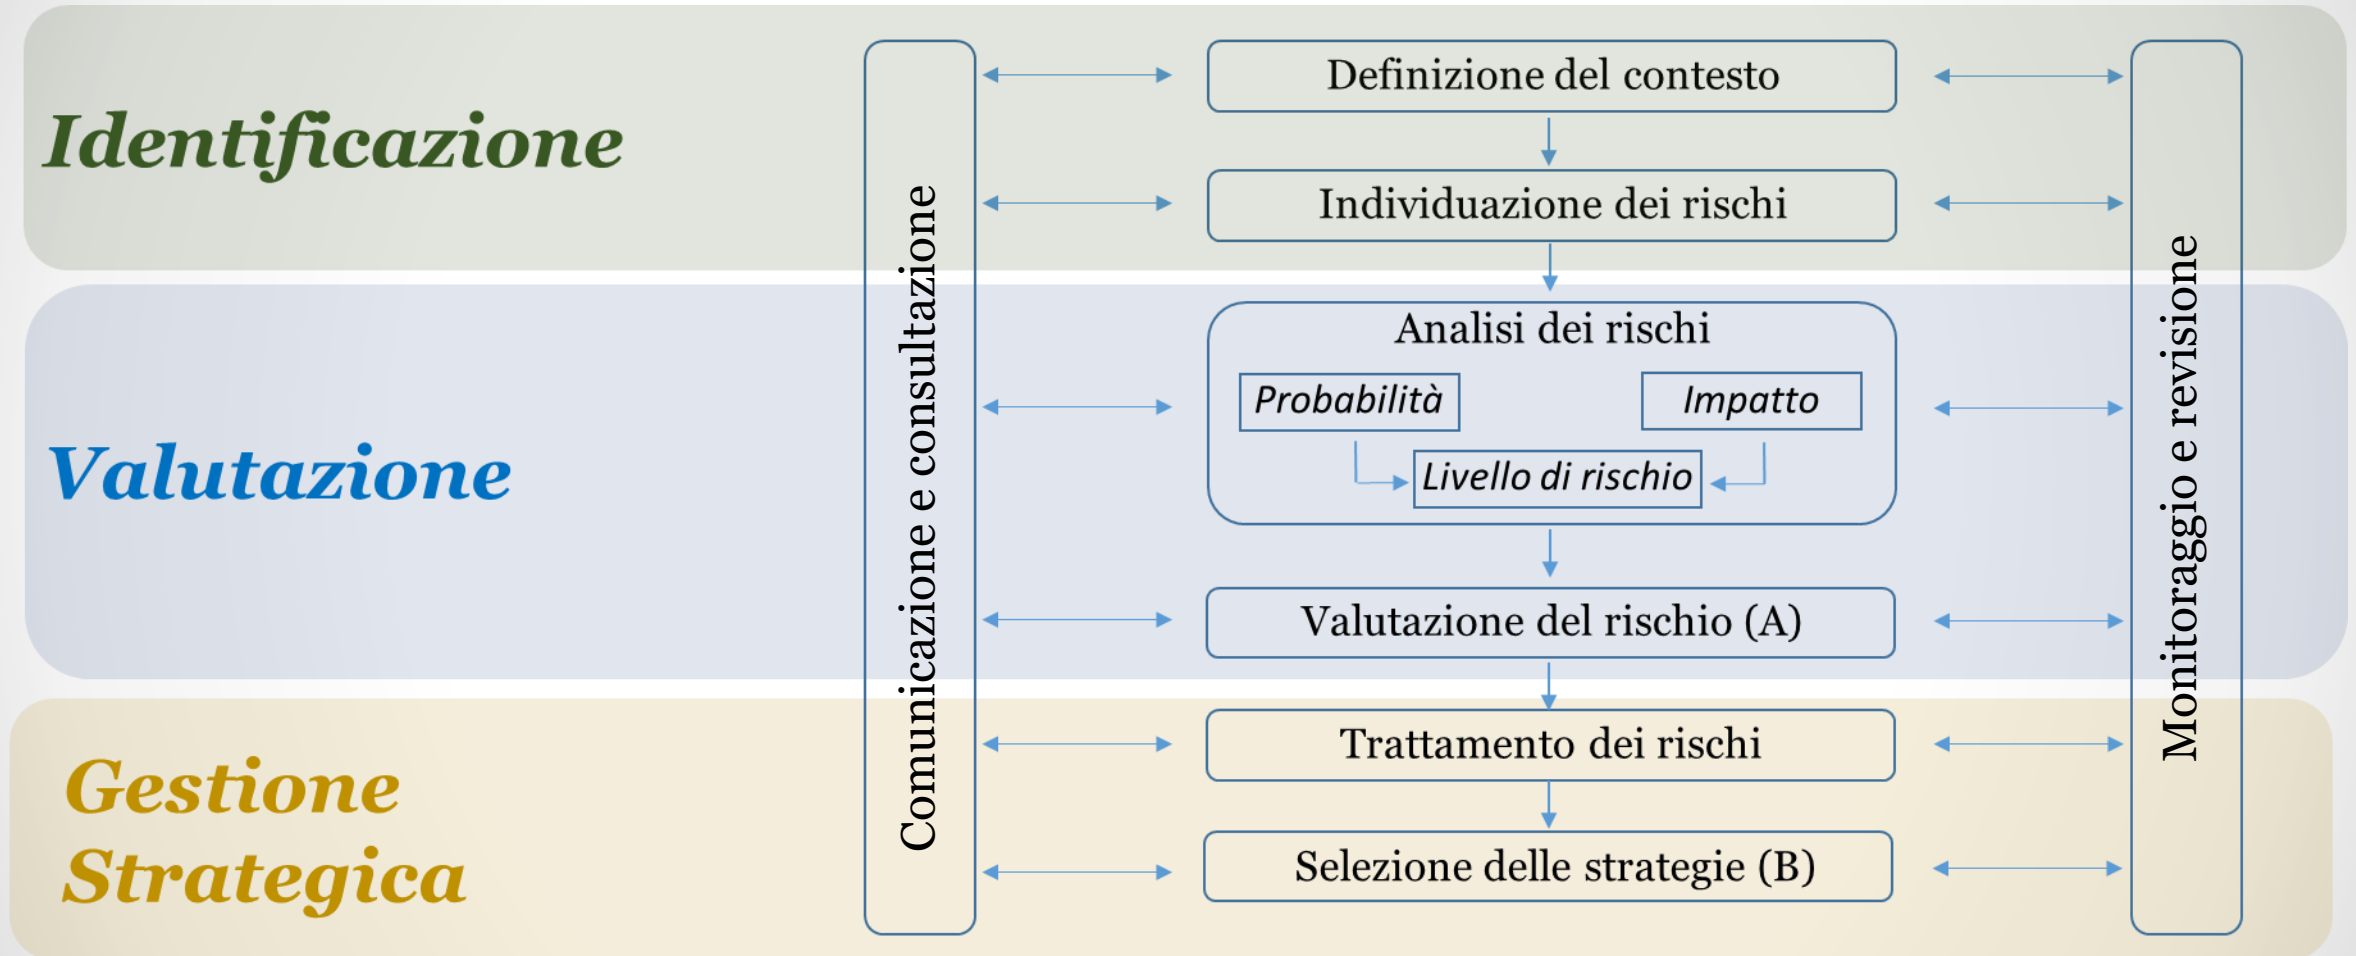 Identificazione
Comunicazione e consultazione
Definizione del contesto
Individuazione dei rischi
Monitoraggio e revisione
Valutazione
Analisi dei rischi
Probabilità
Impatto
Livello di rischio
Valutazione del rischio (A)
Gestione
Strategica
Trattamento dei rischi
Selezione delle strategie (B)